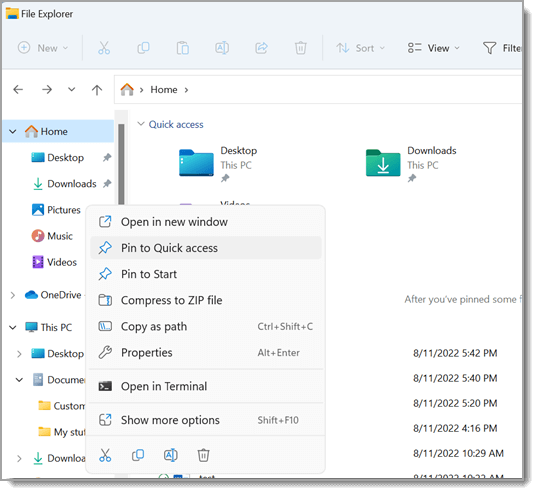 File Explorer
New
Sort
View
Filte
Home
Home
Quick access
Desktop
This PC
Downloads
This PC
Desktop
Downloads
Pictures
Music
Videos
OneDrive
This PC
Desktop
Docume
Custom
My stuf
Downloa
Videos
Open in new window
Pin to Quick access
Pin to Start
Compress to ZIP file
Copy as path Ctrl+Shift+C
Properties Alt+Enter
Open in Terminal
Show more options Shift+F10
After you've pinned some f
8/11/2022 5:42 PM
8/11/2022 5:40 PM
8/11/2022 5:20 PM
8/11/2022 4:16 PM
8/11/2022 10:29 AM
test
8/11/2022 10:22 AM